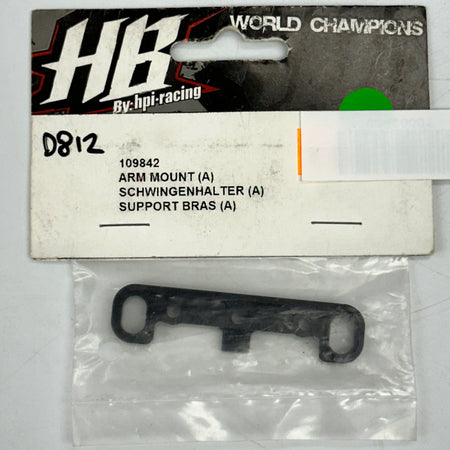 HB
WORLD CHAMPIONS
By:hpi-racing
D812
109842
ARM MOUNT (A)
SCHWINGENHALTER (A)
SUPPORT BRAS (A)